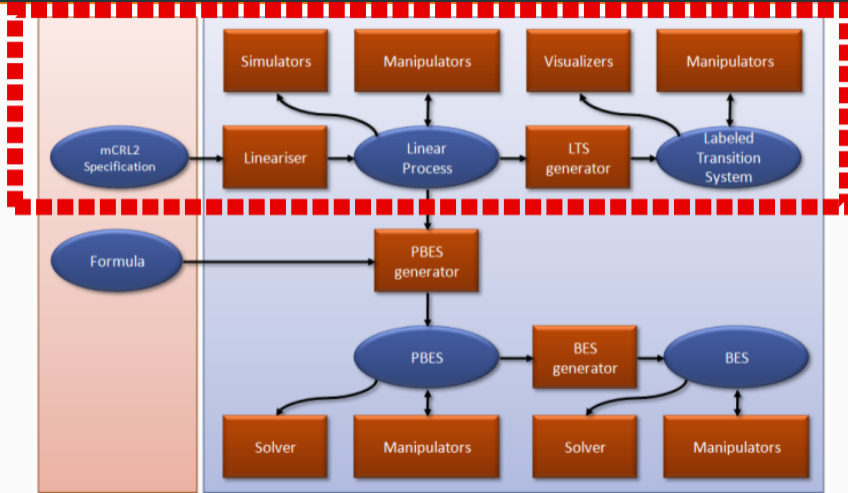 Simulators
Manipulators
Visualizers
Manipulators
mCRL2
Specification
Lineariser
Linear
Process
LTS
generator
Labeled
Transition
System
Formula
PBES
generator
PBES
BES
generator
BES
Solver
Manipulators
Solver
Manipulators